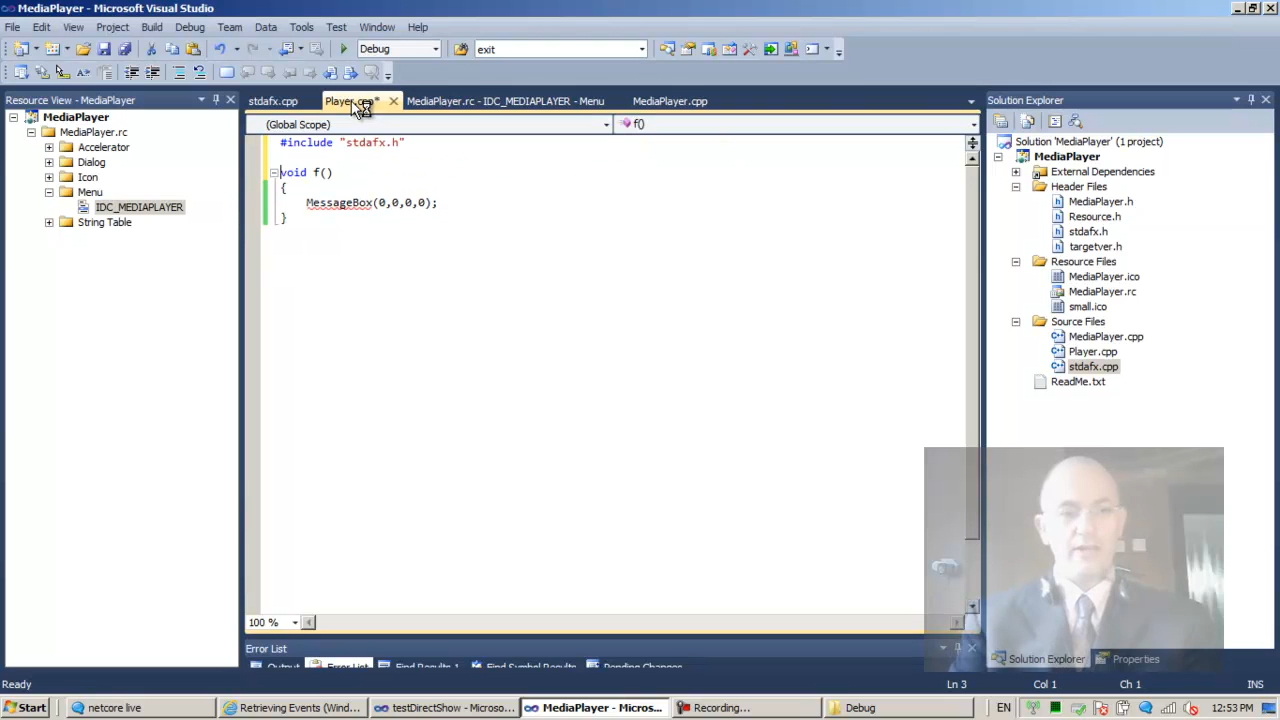 MediaPlayer - Microsoft Visual Studio
File Edit View Project Build Debug Team Data Tools Test Window Help
Debug exit
Resource View - MediaPlayer
MediaPlayer
MediaPlayer.rc
Accelerator
Dialog
Icon
Menu
IDC_MEDIAPLAYER
String Table
stdafx.cpp Player.cpp* MediaPlayer.rc - IDC_MEDIAPLAYER - Menu MediaPlayer.cpp
(Global Scope) f()
#include "stdafx.h"
void f()
{
MessageBox(0,0,0,0);
}
100 %
Error List
Output Error List Find Results 1 Find Symbol Results Pending Changes
Solution Explorer
Solution 'MediaPlayer' (1 project)
MediaPlayer
External Dependencies
Header Files
MediaPlayer.h
Resource.h
stdafx.h
targetver.h
Resource Files
MediaPlayer.ico
MediaPlayer.rc
small.ico
Source Files
MediaPlayer.cpp
Player.cpp
stdafx.cpp
ReadMe.txt
Solution Explorer Properties
Ready Ln 3 Col 1 Ch 1 INS
Start netcore live Retrieving Events (Win... testDirectShow - Microso... MediaPlayer - Micros... Recording... Debug EN 12:53 PM